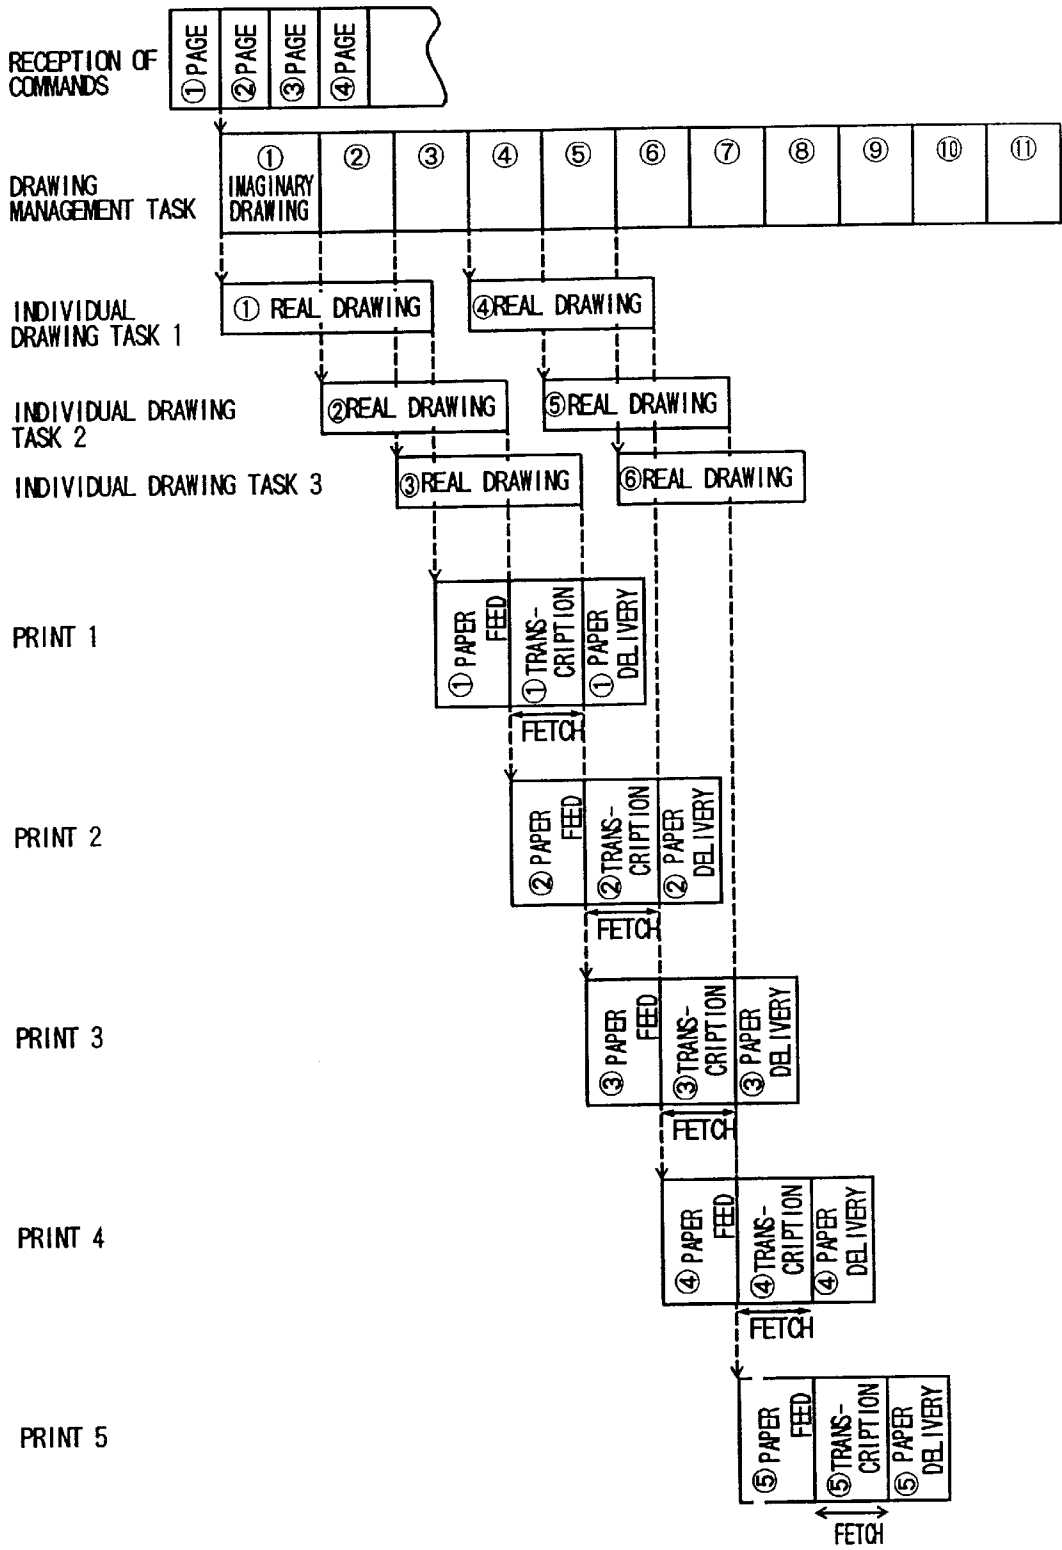 RECEPTION OF
COMMANDS
①PAGE
②PAGE
③PAGE
④PAGE
DRAWING
MANAGEMENT TASK
①
IMAGINARY
DRAWING
②
③
④
⑤
⑥
⑦
⑧
⑨
⑩
⑪
INDIVIDUAL
DRAWING TASK 1
① REAL DRAWING
④REAL DRAWING
INDIVIDUAL DRAWING
TASK 2
②REAL DRAWING
⑤REAL DRAWING
INDIVIDUAL DRAWING TASK 3
③REAL DRAWING
⑥REAL DRAWING
PRINT 1
① PAPER
FEED
①TRANS-
CRIPTION
① PAPER
DELIVERY
FETCH
PRINT 2
② PAPER
FEED
②TRANS-
CRIPTION
② PAPER
DELIVERY
FETCH
PRINT 3
③ PAPER
FEED
③TRANS-
CRIPTION
③ PAPER
DELIVERY
FETCH
PRINT 4
④ PAPER
FEED
④TRANS-
CRIPTION
④ PAPER
DELIVERY
FETCH
PRINT 5
⑤ PAPER
FEED
⑤TRANS-
CRIPTION
⑤ PAPER
DELIVERY
FETCH